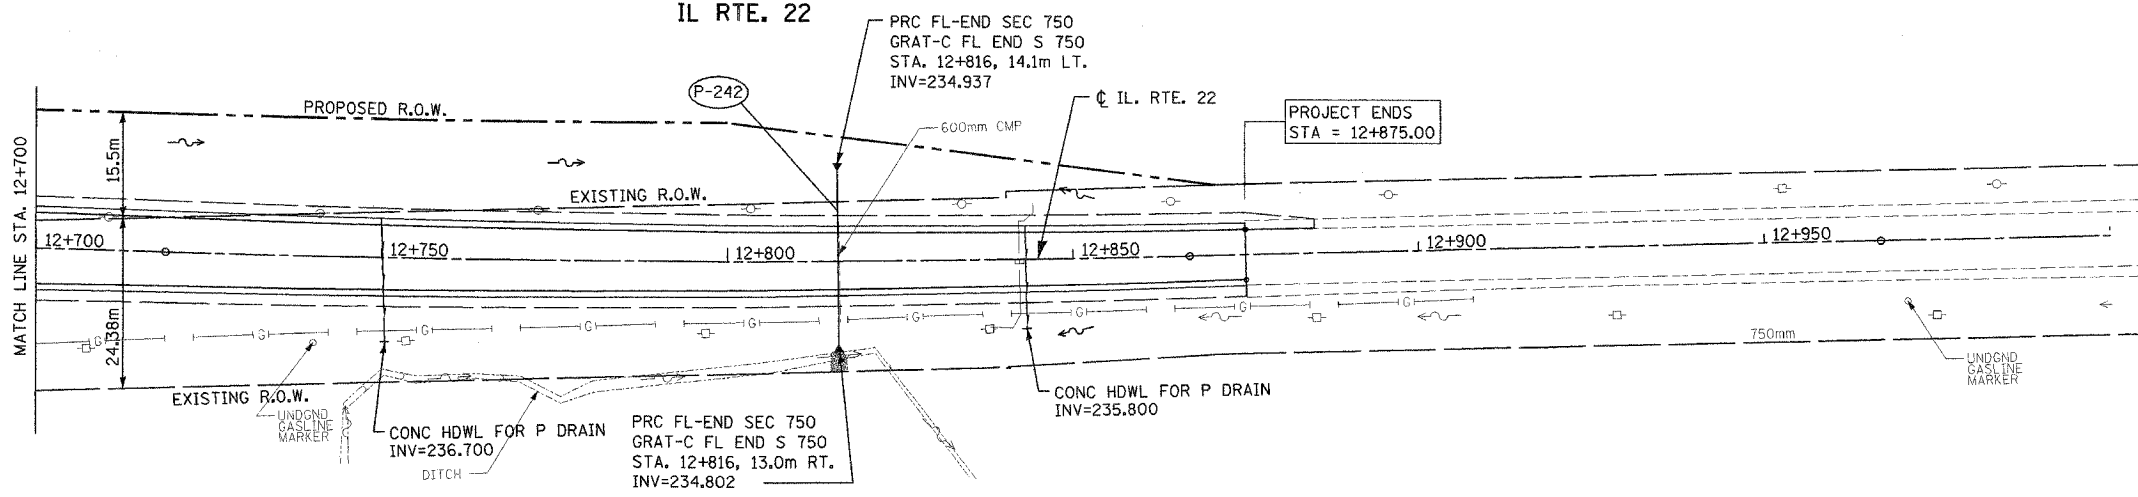 IL RTE. 22
PRC FL-END SEC 750
GRAT-C FL END S 750
STA. 12+816, 14.1m LT.
INV=234.937
P-242
℄ IL. RTE. 22
PROPOSED R.O.W.
600mm CMP
PROJECT ENDS
STA = 12+875.00
15.5m
EXISTING R.O.W.
MATCH LINE STA. 12+700
12+700
12+750
12+800
12+850
12+900
12+950
24.38m
G
G
G
G
G
G
G
G
G
750mm
UNDGND
GASLINE
MARKER
EXISTING R.O.W.
UNDGND
GASLINE
MARKER
CONC HDWL FOR P DRAIN
INV=236.700
DITCH
PRC FL-END SEC 750
GRAT-C FL END S 750
STA. 12+816, 13.0m RT.
INV=234.802
CONC HDWL FOR P DRAIN
INV=235.800